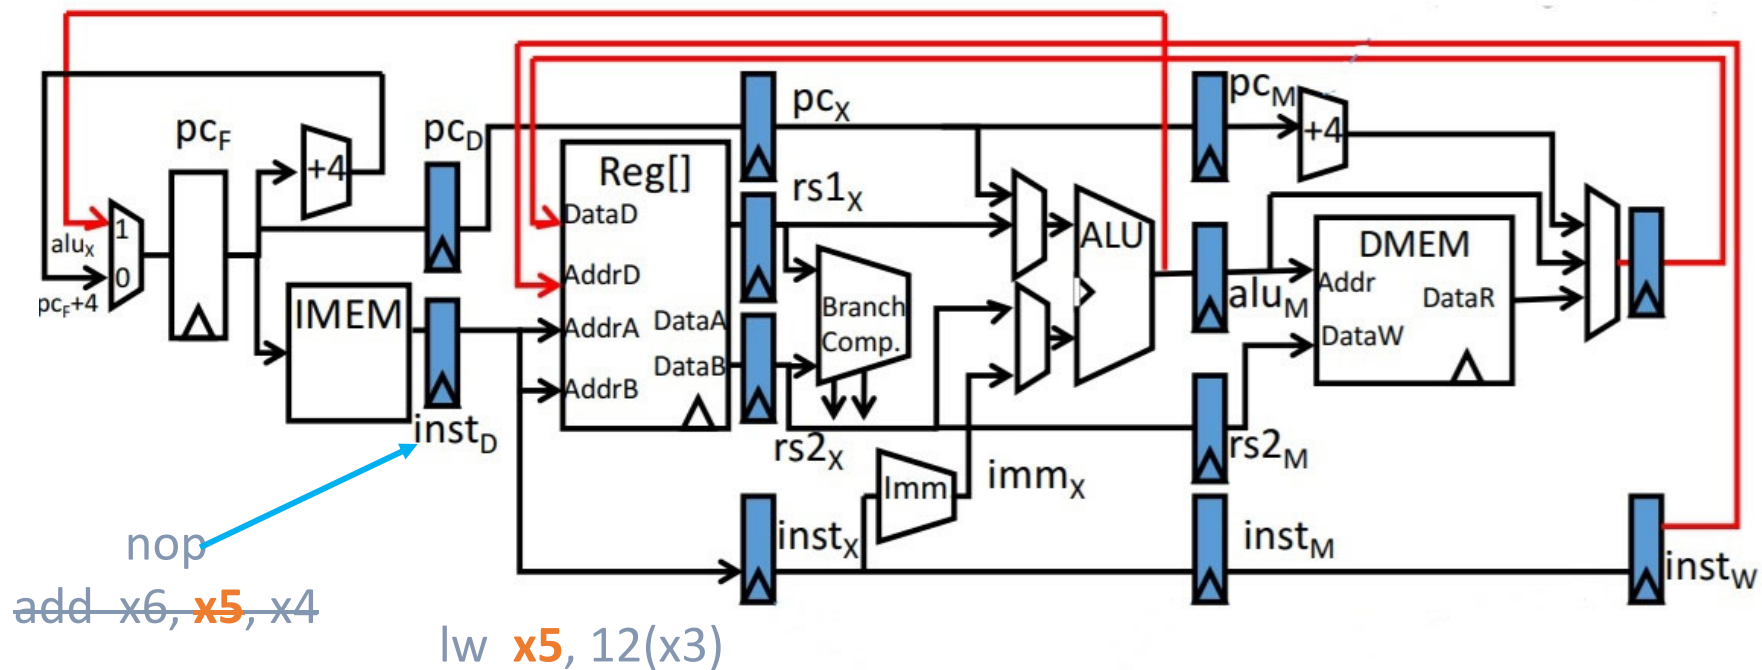 pcF
pcD
pcX
pcM
+4
+4
Reg[]
rs1X
DataD
ALU
DMEM
1
aluX
0
pcF+4
AddrD
IMEM
AddrA
DataA
DataB
AddrB
Branch
Comp.
aluM
Addr
DataR
DataW
instD
rs2X
rs2M
Imm
immX
instX
instM
instW
nop
add x6, x5, x4
lw x5, 12(x3)